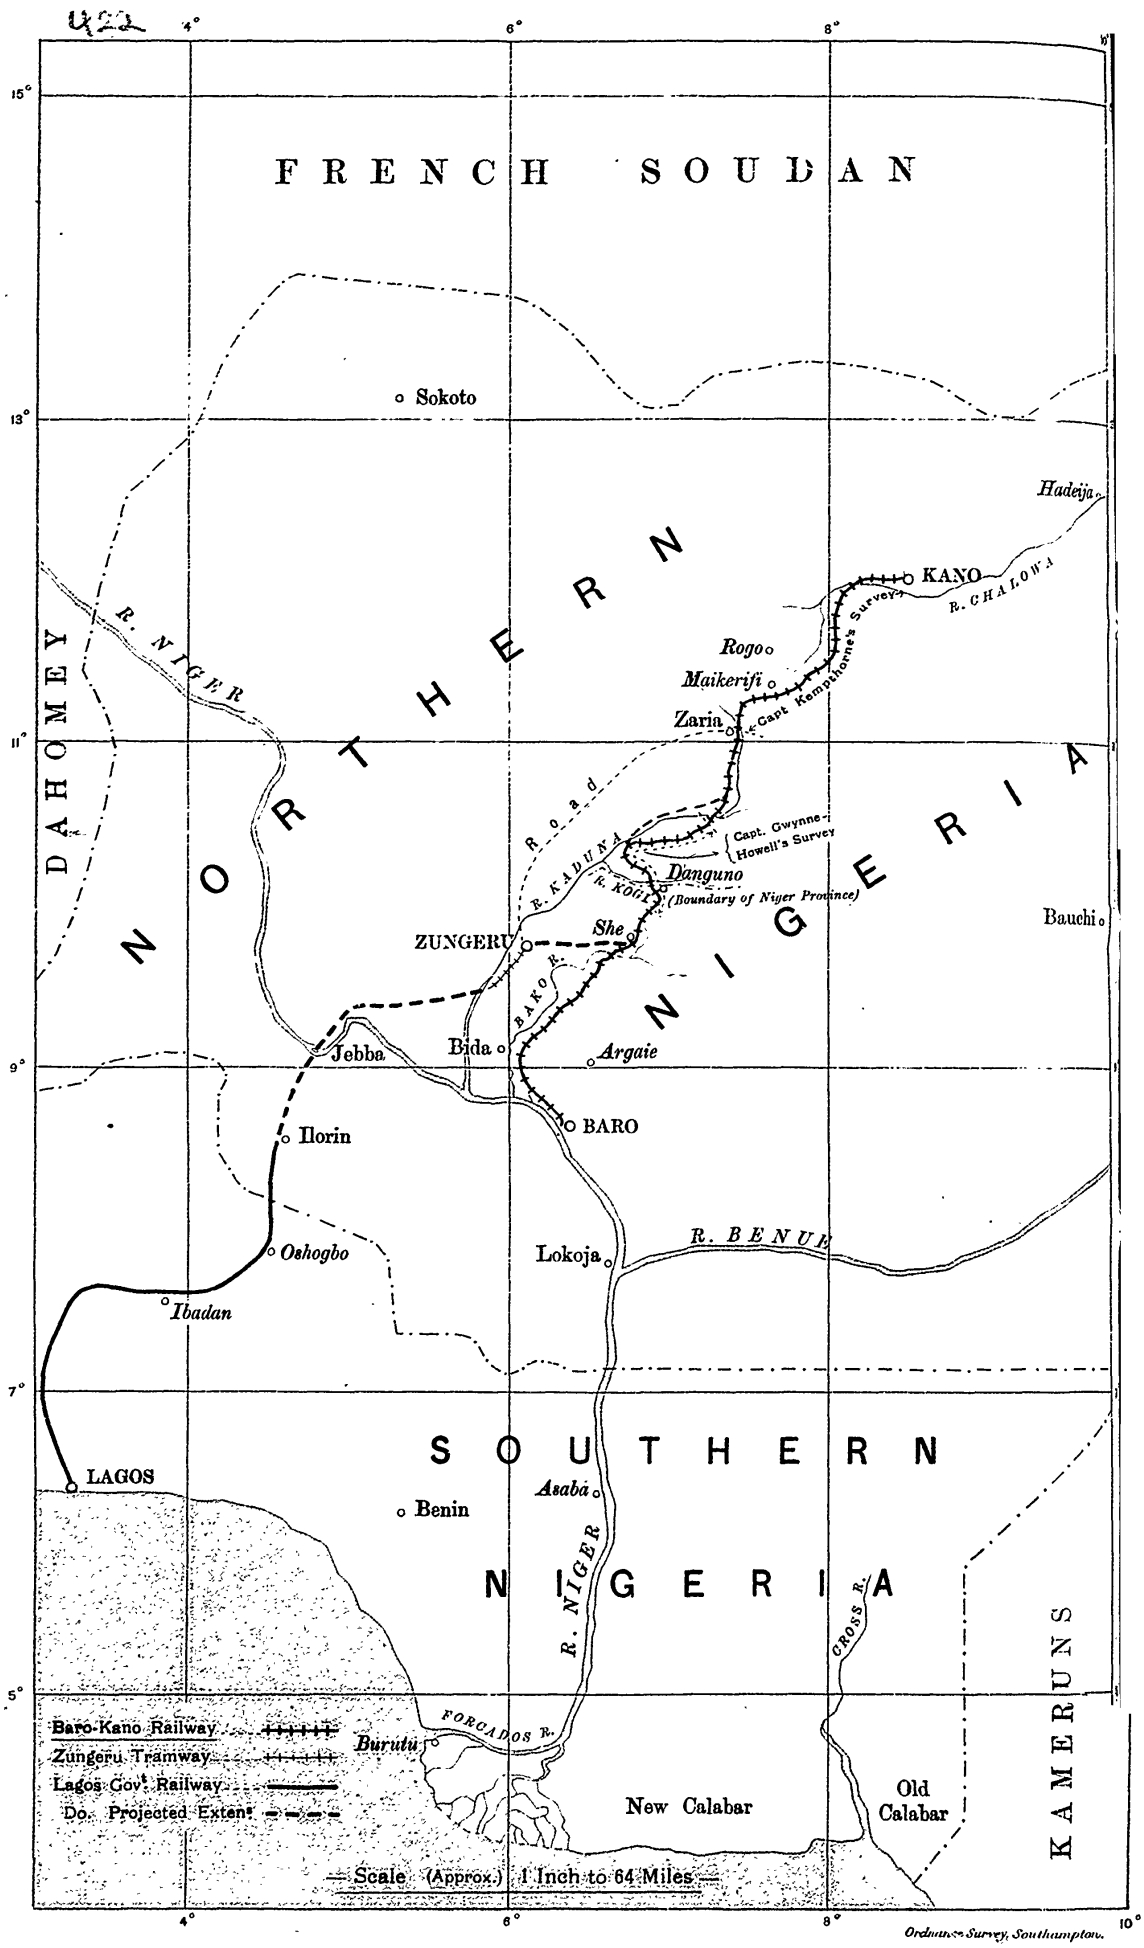 4° 6° 8°
15°
FRENCH SOUDAN
Sokoto
13°
Hadeija
KANO
R. CHALOWA
Capt Kempthorne's Survey
R. NIGER
DAHOMEY
Rogo
Maikerifi
Zaria
11°
NORTHERN NIGERIA
Road
R. KADUNA
Capt. Gwynne-
Howell's Survey
R. KOGI
Danguno
(Boundary of Niger Province)
Bauchi
She
ZUNGERU
BAKO R.
Jebba
Bida
Argaie
9°
BARO
Ilorin
Oshogbo
Lokoja
R. BENUE
Ibadan
7°
SOUTHERN
LAGOS
Asabá
Benin
R. NIGER
NIGERIA
CROSS R.
KAMERUNS
5°
FORCADOS R.
Burutu
Baro-Kano Railway
Zungeru Tramway
Lagos Govt. Railway
Do. Projected Extens
New Calabar
Old
Calabar
Scale (Approx.) 1 Inch to 64 Miles
4° 6° 8° 10°
Ordnance Survey, Southampton.